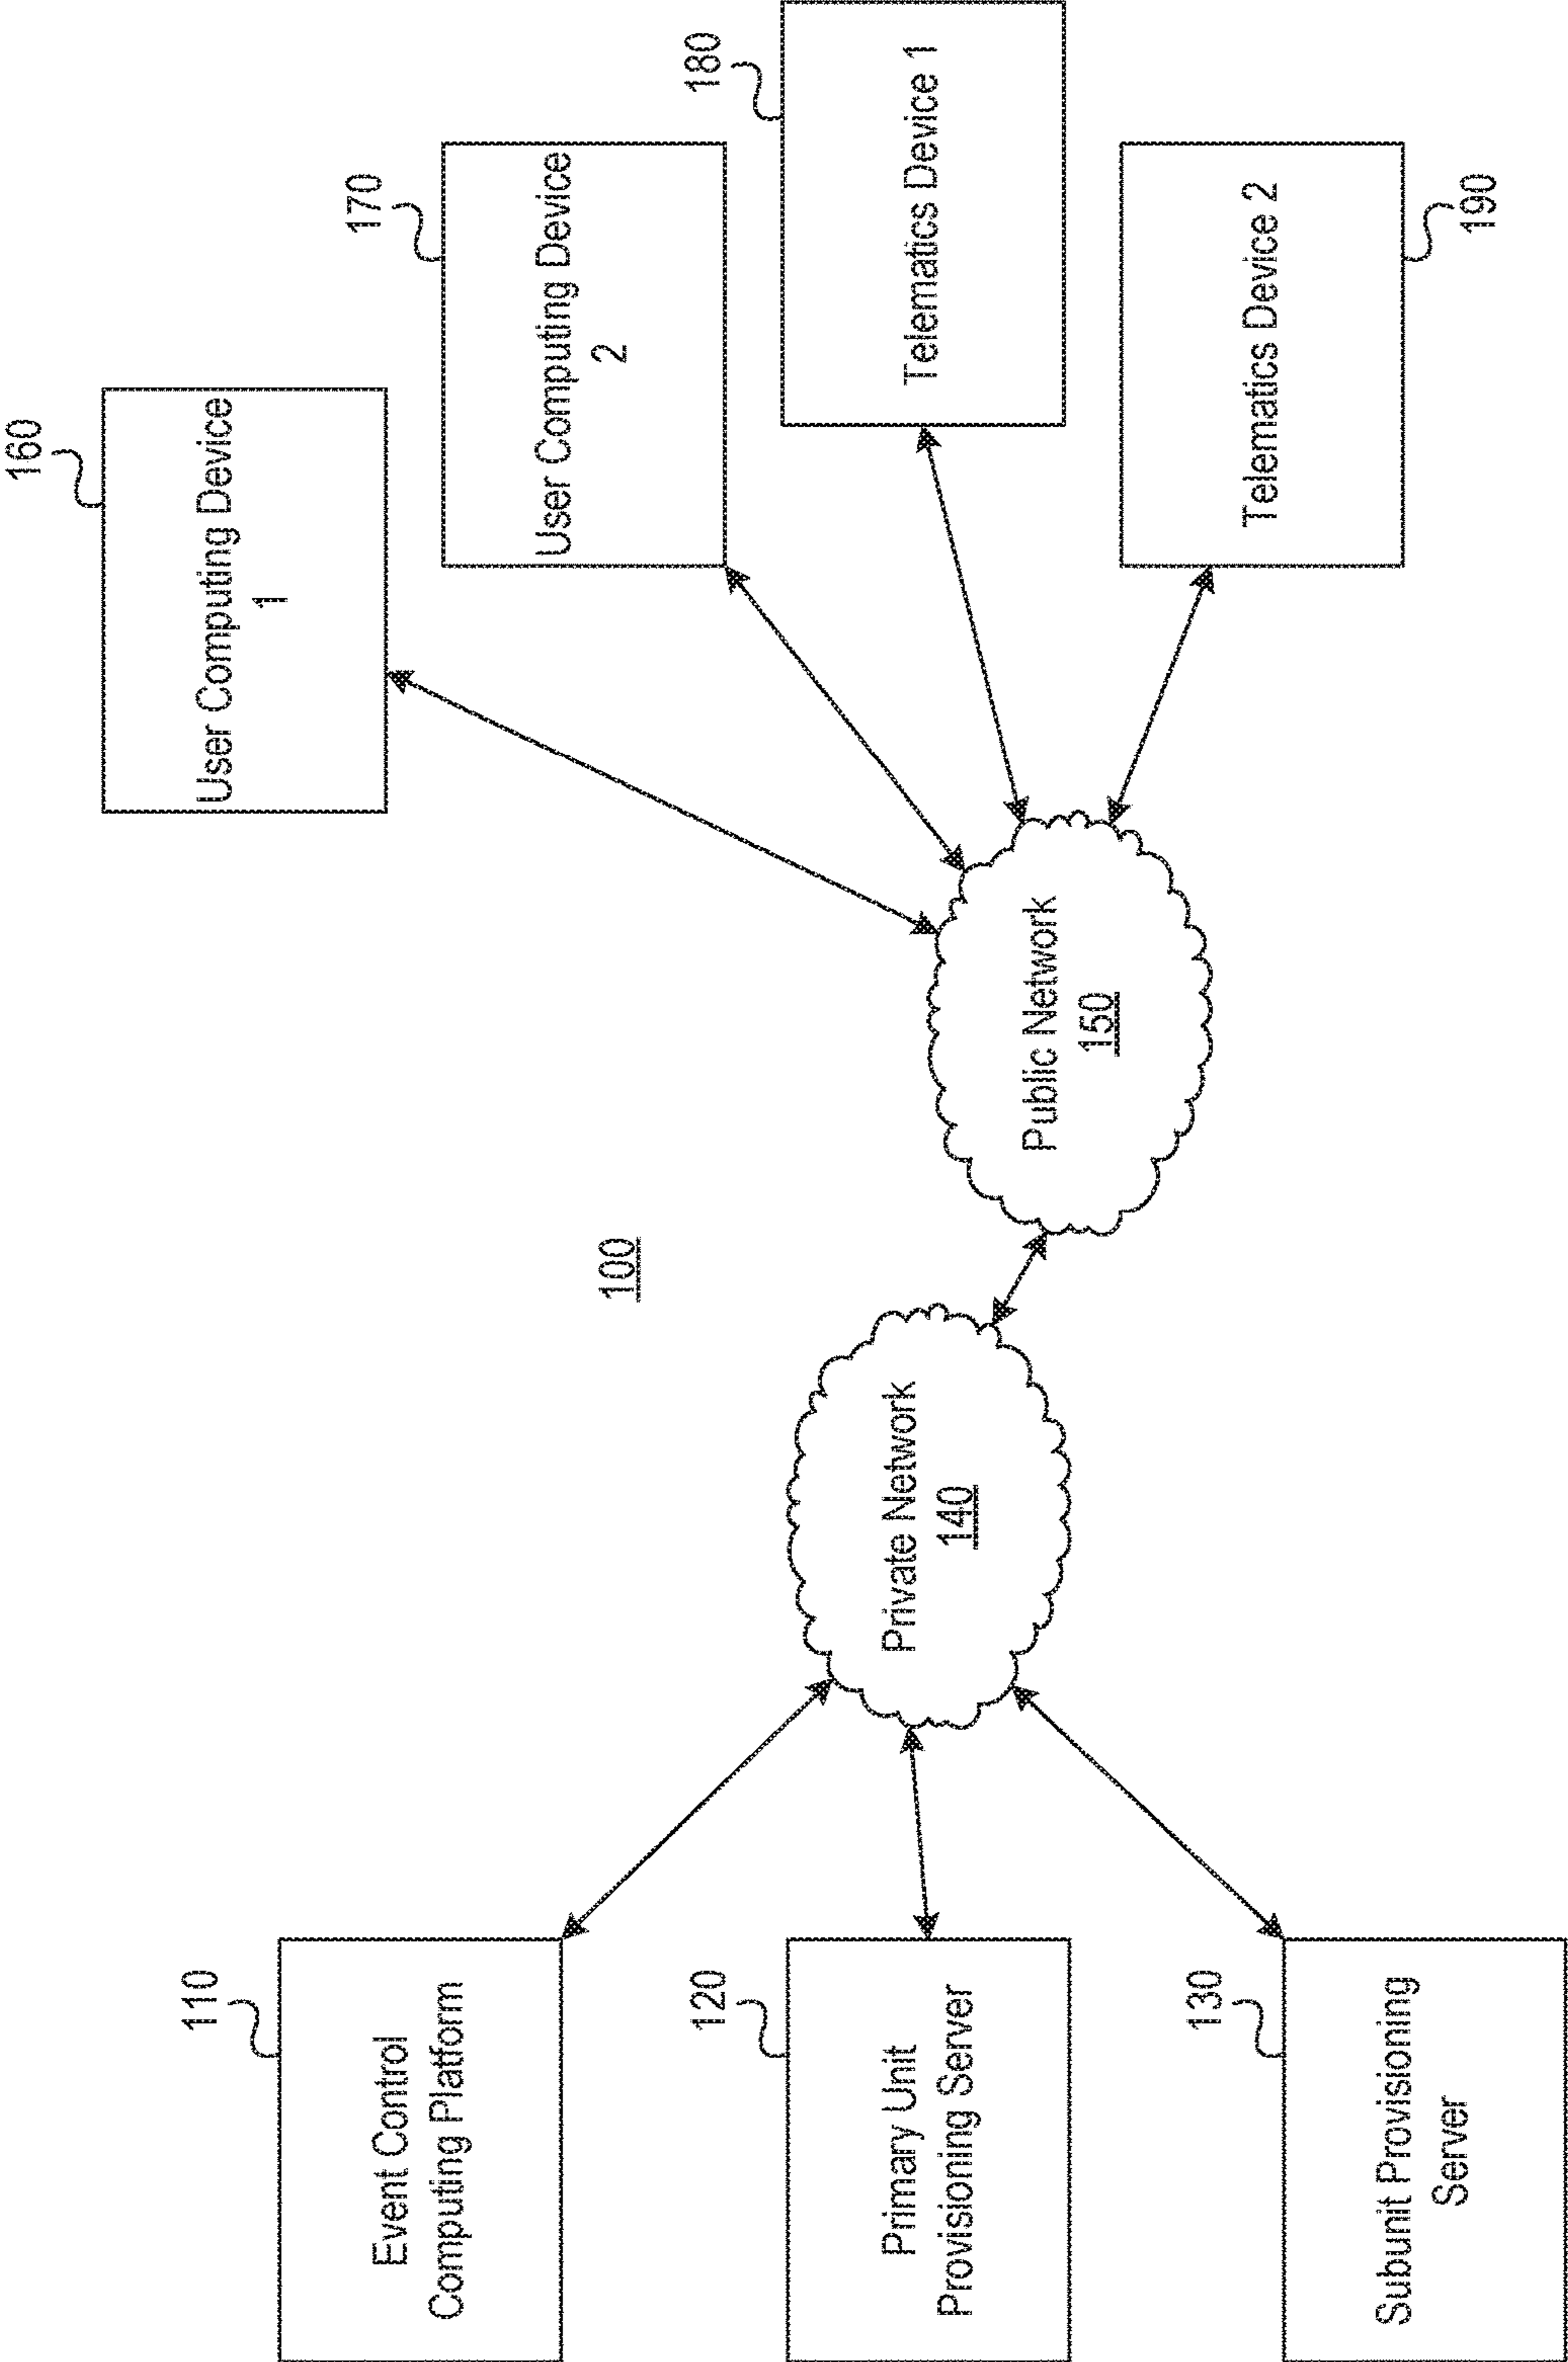 110
Event Control
Computing Platform
120
Primary Unit
Provisioning Server
130
Subunit Provisioning
Server
Private Network
140
100
Public Network
150
160
User Computing Device
1
170
User Computing Device
2
180
Telematics Device 1
Telematics Device 2
190